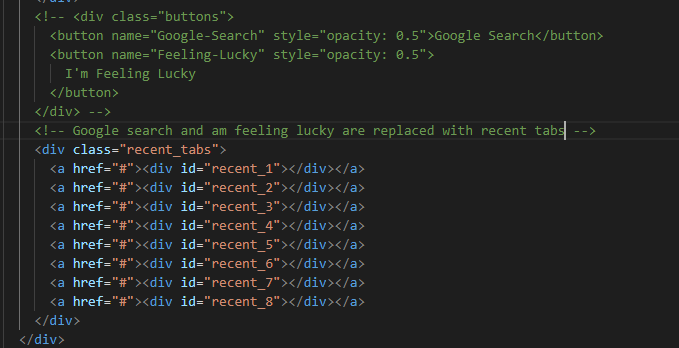 </div>
<!-- <div class="buttons">
<button name="Google-Search" style="opacity: 0.5">Google Search</button>
<button name="Feeling-Lucky" style="opacity: 0.5">
I'm Feeling Lucky
</button>
</div> -->
<!-- Google search and am feeling lucky are replaced with recent tabs -->
<div class="recent_tabs">
<a href="#"><div id="recent_1"></div></a>
<a href="#"><div id="recent_2"></div></a>
<a href="#"><div id="recent_3"></div></a>
<a href="#"><div id="recent_4"></div></a>
<a href="#"><div id="recent_5"></div></a>
<a href="#"><div id="recent_6"></div></a>
<a href="#"><div id="recent_7"></div></a>
<a href="#"><div id="recent_8"></div></a>
</div>
</div>